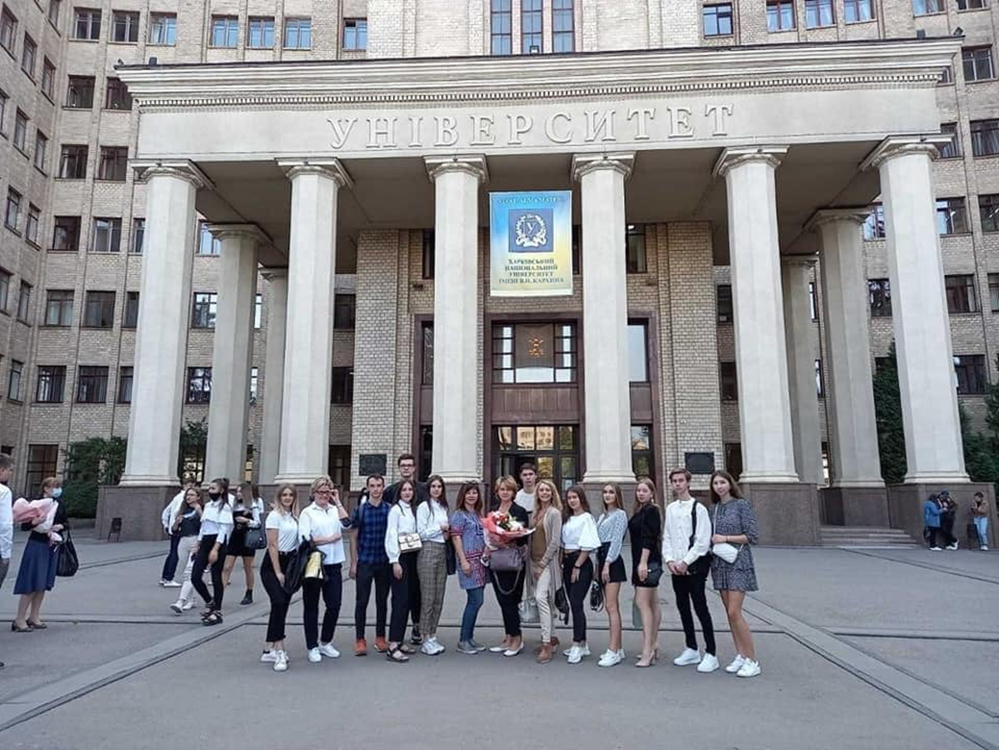 УНІВЕРСИТЕТ
У
ХАРКІВСЬКИЙ
НАЦІОНАЛЬНИЙ
УНІВЕРСИТЕТ
ІМЕНІ В.Н. КАРАЗІНА